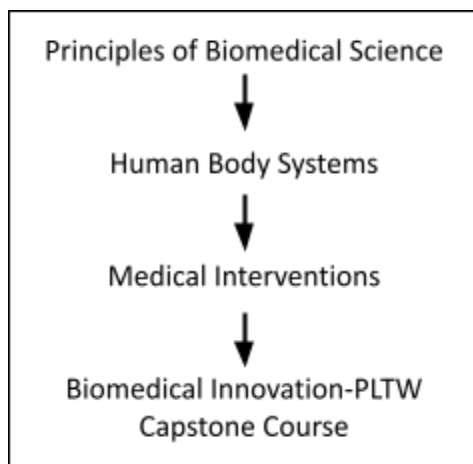 Principles of Biomedical Science
Human Body Systems
Medical Interventions
Biomedical Innovation-PLTW
Capstone Course